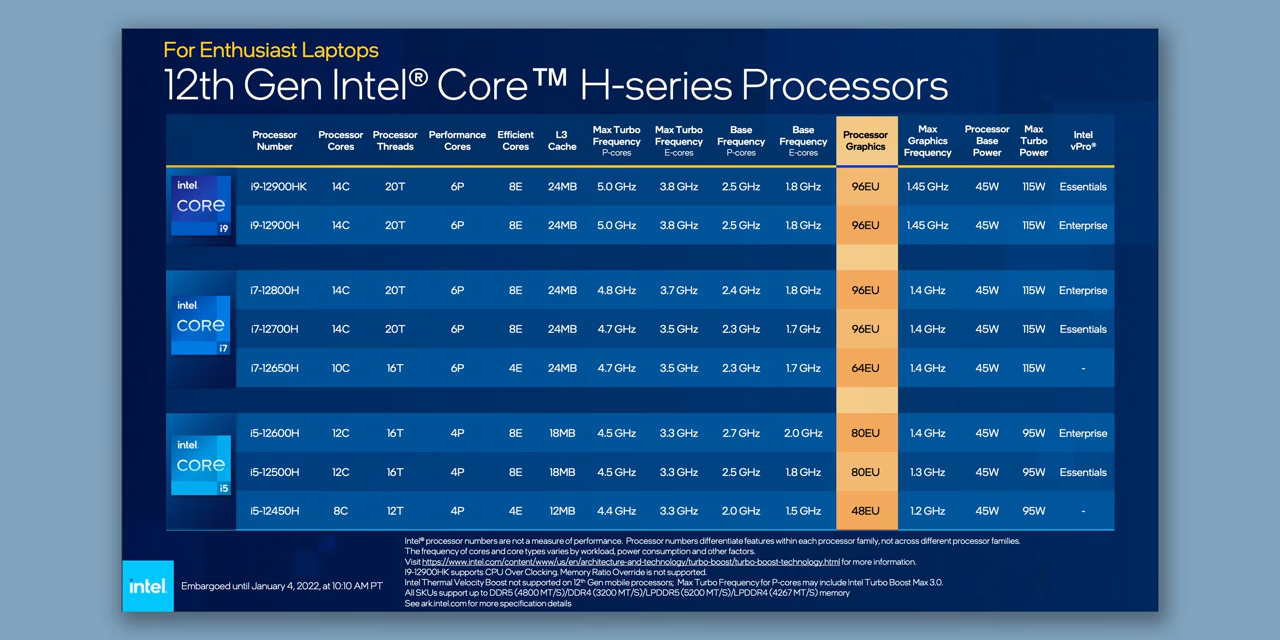 For Enthusiast Laptops
12th Gen Intel® Core™ H-series Processors
Processor Number Processor Cores Processor Threads Performance Cores Efficient Cores L3 Cache Max Turbo Frequency P-cores Max Turbo Frequency E-cores Base Frequency P-cores Base Frequency E-cores Processor Graphics Max Graphics Frequency Processor Base Power Max Turbo Power Intel vPro®
intel. CORE i9
i9-12900HK 14C 20T 6P 8E 24MB 5.0 GHz 3.8 GHz 2.5 GHz 1.8 GHz 96EU 1.45 GHz 45W 115W Essentials
i9-12900H 14C 20T 6P 8E 24MB 5.0 GHz 3.8 GHz 2.5 GHz 1.8 GHz 96EU 1.45 GHz 45W 115W Enterprise
intel. CORE i7
i7-12800H 14C 20T 6P 8E 24MB 4.8 GHz 3.7 GHz 2.4 GHz 1.8 GHz 96EU 1.4 GHz 45W 115W Enterprise
i7-12700H 14C 20T 6P 8E 24MB 4.7 GHz 3.5 GHz 2.3 GHz 1.7 GHz 96EU 1.4 GHz 45W 115W Essentials
i7-12650H 10C 16T 6P 4E 24MB 4.7 GHz 3.5 GHz 2.3 GHz 1.7 GHz 64EU 1.4 GHz 45W 115W -
intel. CORE i5
i5-12600H 12C 16T 4P 8E 18MB 4.5 GHz 3.3 GHz 2.7 GHz 2.0 GHz 80EU 1.4 GHz 45W 95W Enterprise
i5-12500H 12C 16T 4P 8E 18MB 4.5 GHz 3.3 GHz 2.5 GHz 1.8 GHz 80EU 1.3 GHz 45W 95W Essentials
i5-12450H 8C 12T 4P 4E 12MB 4.4 GHz 3.3 GHz 2.0 GHz 1.5 GHz 48EU 1.2 GHz 45W 95W -
Intel® processor numbers are not a measure of performance. Processor numbers differentiate features within each processor family, not across different processor families.
The frequency of cores and core types varies by workload, power consumption and other factors.
Visit https://www.intel.com/content/www/us/en/architecture-and-technology/turbo-boost/turbo-boost-technology.html for more information.
I9-12900HK supports CPU Over Clocking. Memory Ratio Override is not supported.
Intel Thermal Velocity Boost not supported on 12th Gen mobile processors; Max Turbo Frequency for P-cores may include Intel Turbo Boost Max 3.0.
All SKUs support up to DDR5 (4800 MT/S)/DDR4 (3200 MT/S)/LPDDR5 (5200 MT/S)/LPDDR4 (4267 MT/S) memory
See ark.intel.com for more specification details
intel.
Embargoed until January 4, 2022, at 10:10 AM PT